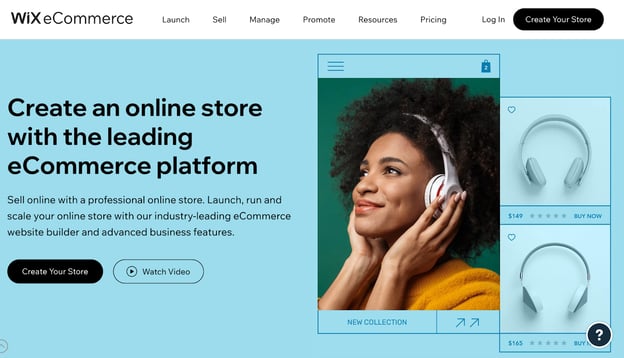 WiX eCommerce
Launch Sell Manage Promote Resources Pricing
Log In Create Your Store
Create an online store
with the leading
eCommerce platform
Sell online with a professional online store. Launch, run and
scale your online store with our industry-leading eCommerce
website builder and advanced business features.
Create Your Store
Watch Video
2
NEW COLLECTION
$149 BUY NOW
$165 BUY
?